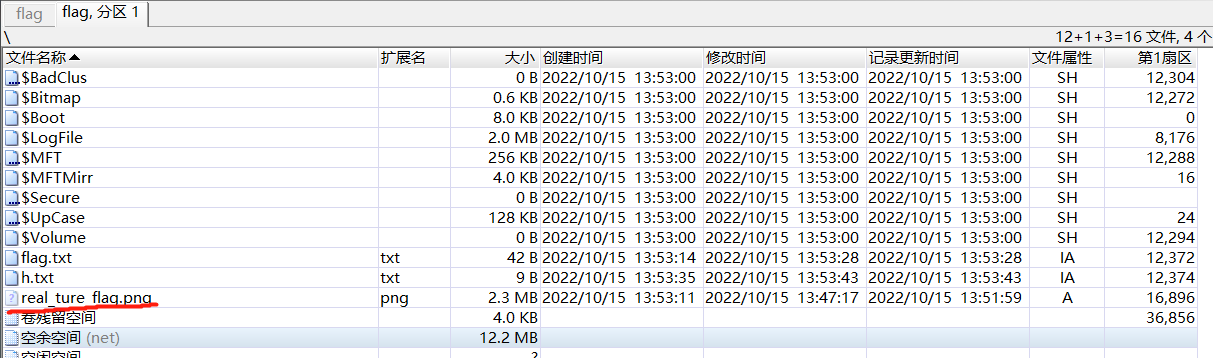 flag flag, 分区 1
\ 12+1+3=16 文件, 4 个
文件名称 扩展名 大小 创建时间 修改时间 记录更新时间 文件属性 第1扇区
$BadClus 0 B 2022/10/15 13:53:00 2022/10/15 13:53:00 2022/10/15 13:53:00 SH 12,304
$Bitmap 0.6 KB 2022/10/15 13:53:00 2022/10/15 13:53:00 2022/10/15 13:53:00 SH 12,272
$Boot 8.0 KB 2022/10/15 13:53:00 2022/10/15 13:53:00 2022/10/15 13:53:00 SH 0
$LogFile 2.0 MB 2022/10/15 13:53:00 2022/10/15 13:53:00 2022/10/15 13:53:00 SH 8,176
$MFT 256 KB 2022/10/15 13:53:00 2022/10/15 13:53:00 2022/10/15 13:53:00 SH 12,288
$MFTMirr 4.0 KB 2022/10/15 13:53:00 2022/10/15 13:53:00 2022/10/15 13:53:00 SH 16
$Secure 0 B 2022/10/15 13:53:00 2022/10/15 13:53:00 2022/10/15 13:53:00 SH
$UpCase 128 KB 2022/10/15 13:53:00 2022/10/15 13:53:00 2022/10/15 13:53:00 SH 24
$Volume 0 B 2022/10/15 13:53:00 2022/10/15 13:53:00 2022/10/15 13:53:00 SH 12,294
flag.txt txt 42 B 2022/10/15 13:53:14 2022/10/15 13:53:28 2022/10/15 13:53:28 IA 12,372
h.txt txt 9 B 2022/10/15 13:53:35 2022/10/15 13:53:43 2022/10/15 13:53:43 IA 12,374
real_ture_flag.png png 2.3 MB 2022/10/15 13:53:11 2022/10/15 13:47:17 2022/10/15 13:51:59 A 16,896
卷残留空间 4.0 KB 36,856
空余空间 (net) 12.2 MB
空闲空间 ?